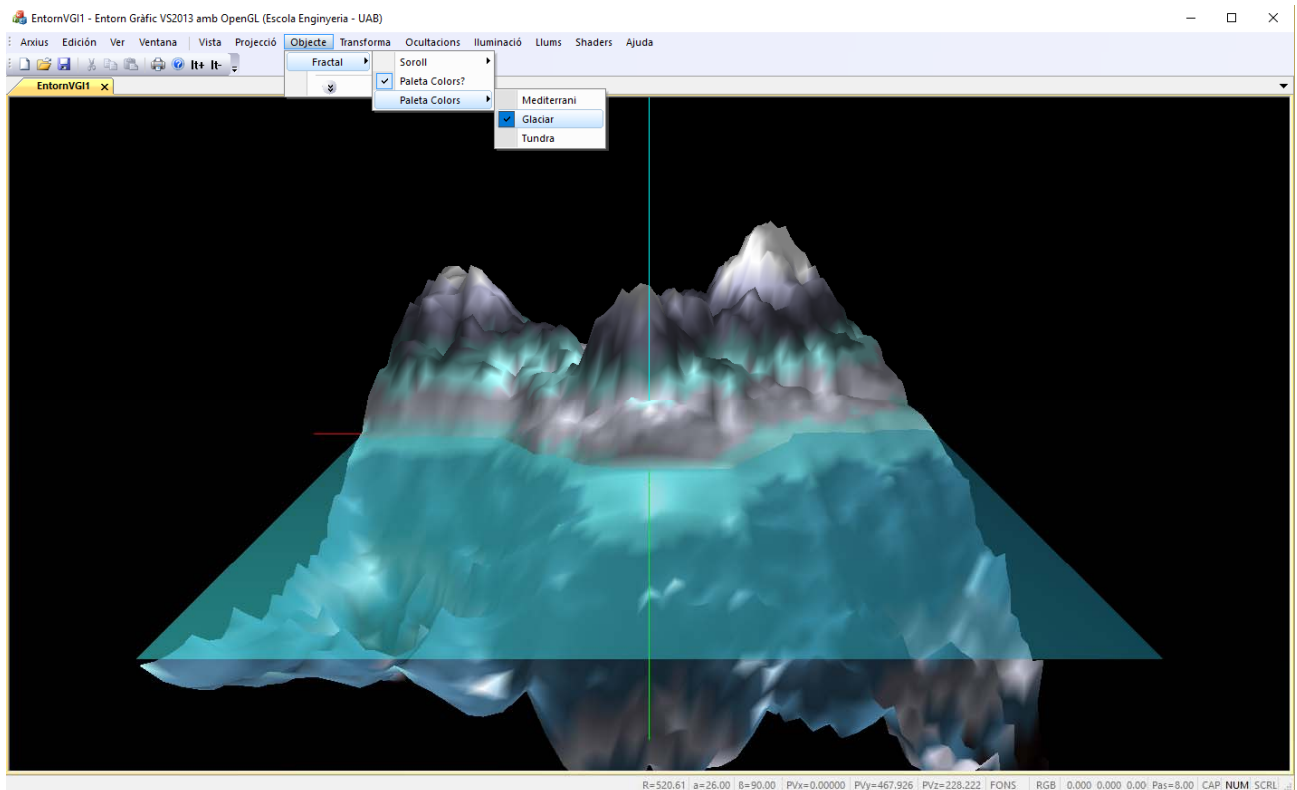 EntornVGI1 - Entorn Gràfic VS2013 amb OpenGL (Escola Enginyeria - UAB)
Arxius Edición Ver Ventana Vista Projecció Objecte Transforma Ocultacions Iluminació Llums Shaders Ajuda
It+ It-
Fractal
Soroll
Paleta Colors?
Paleta Colors
Mediterrani
Glaciar
Tundra
EntornVGI1
R=520.61 a=26.00 ß=90.00 PVx=0.00000 PVy=467.926 PVz=228.222 FONS RGB 0.000 0.000 0.00 Pas=8.00 CAP NUM SCRL